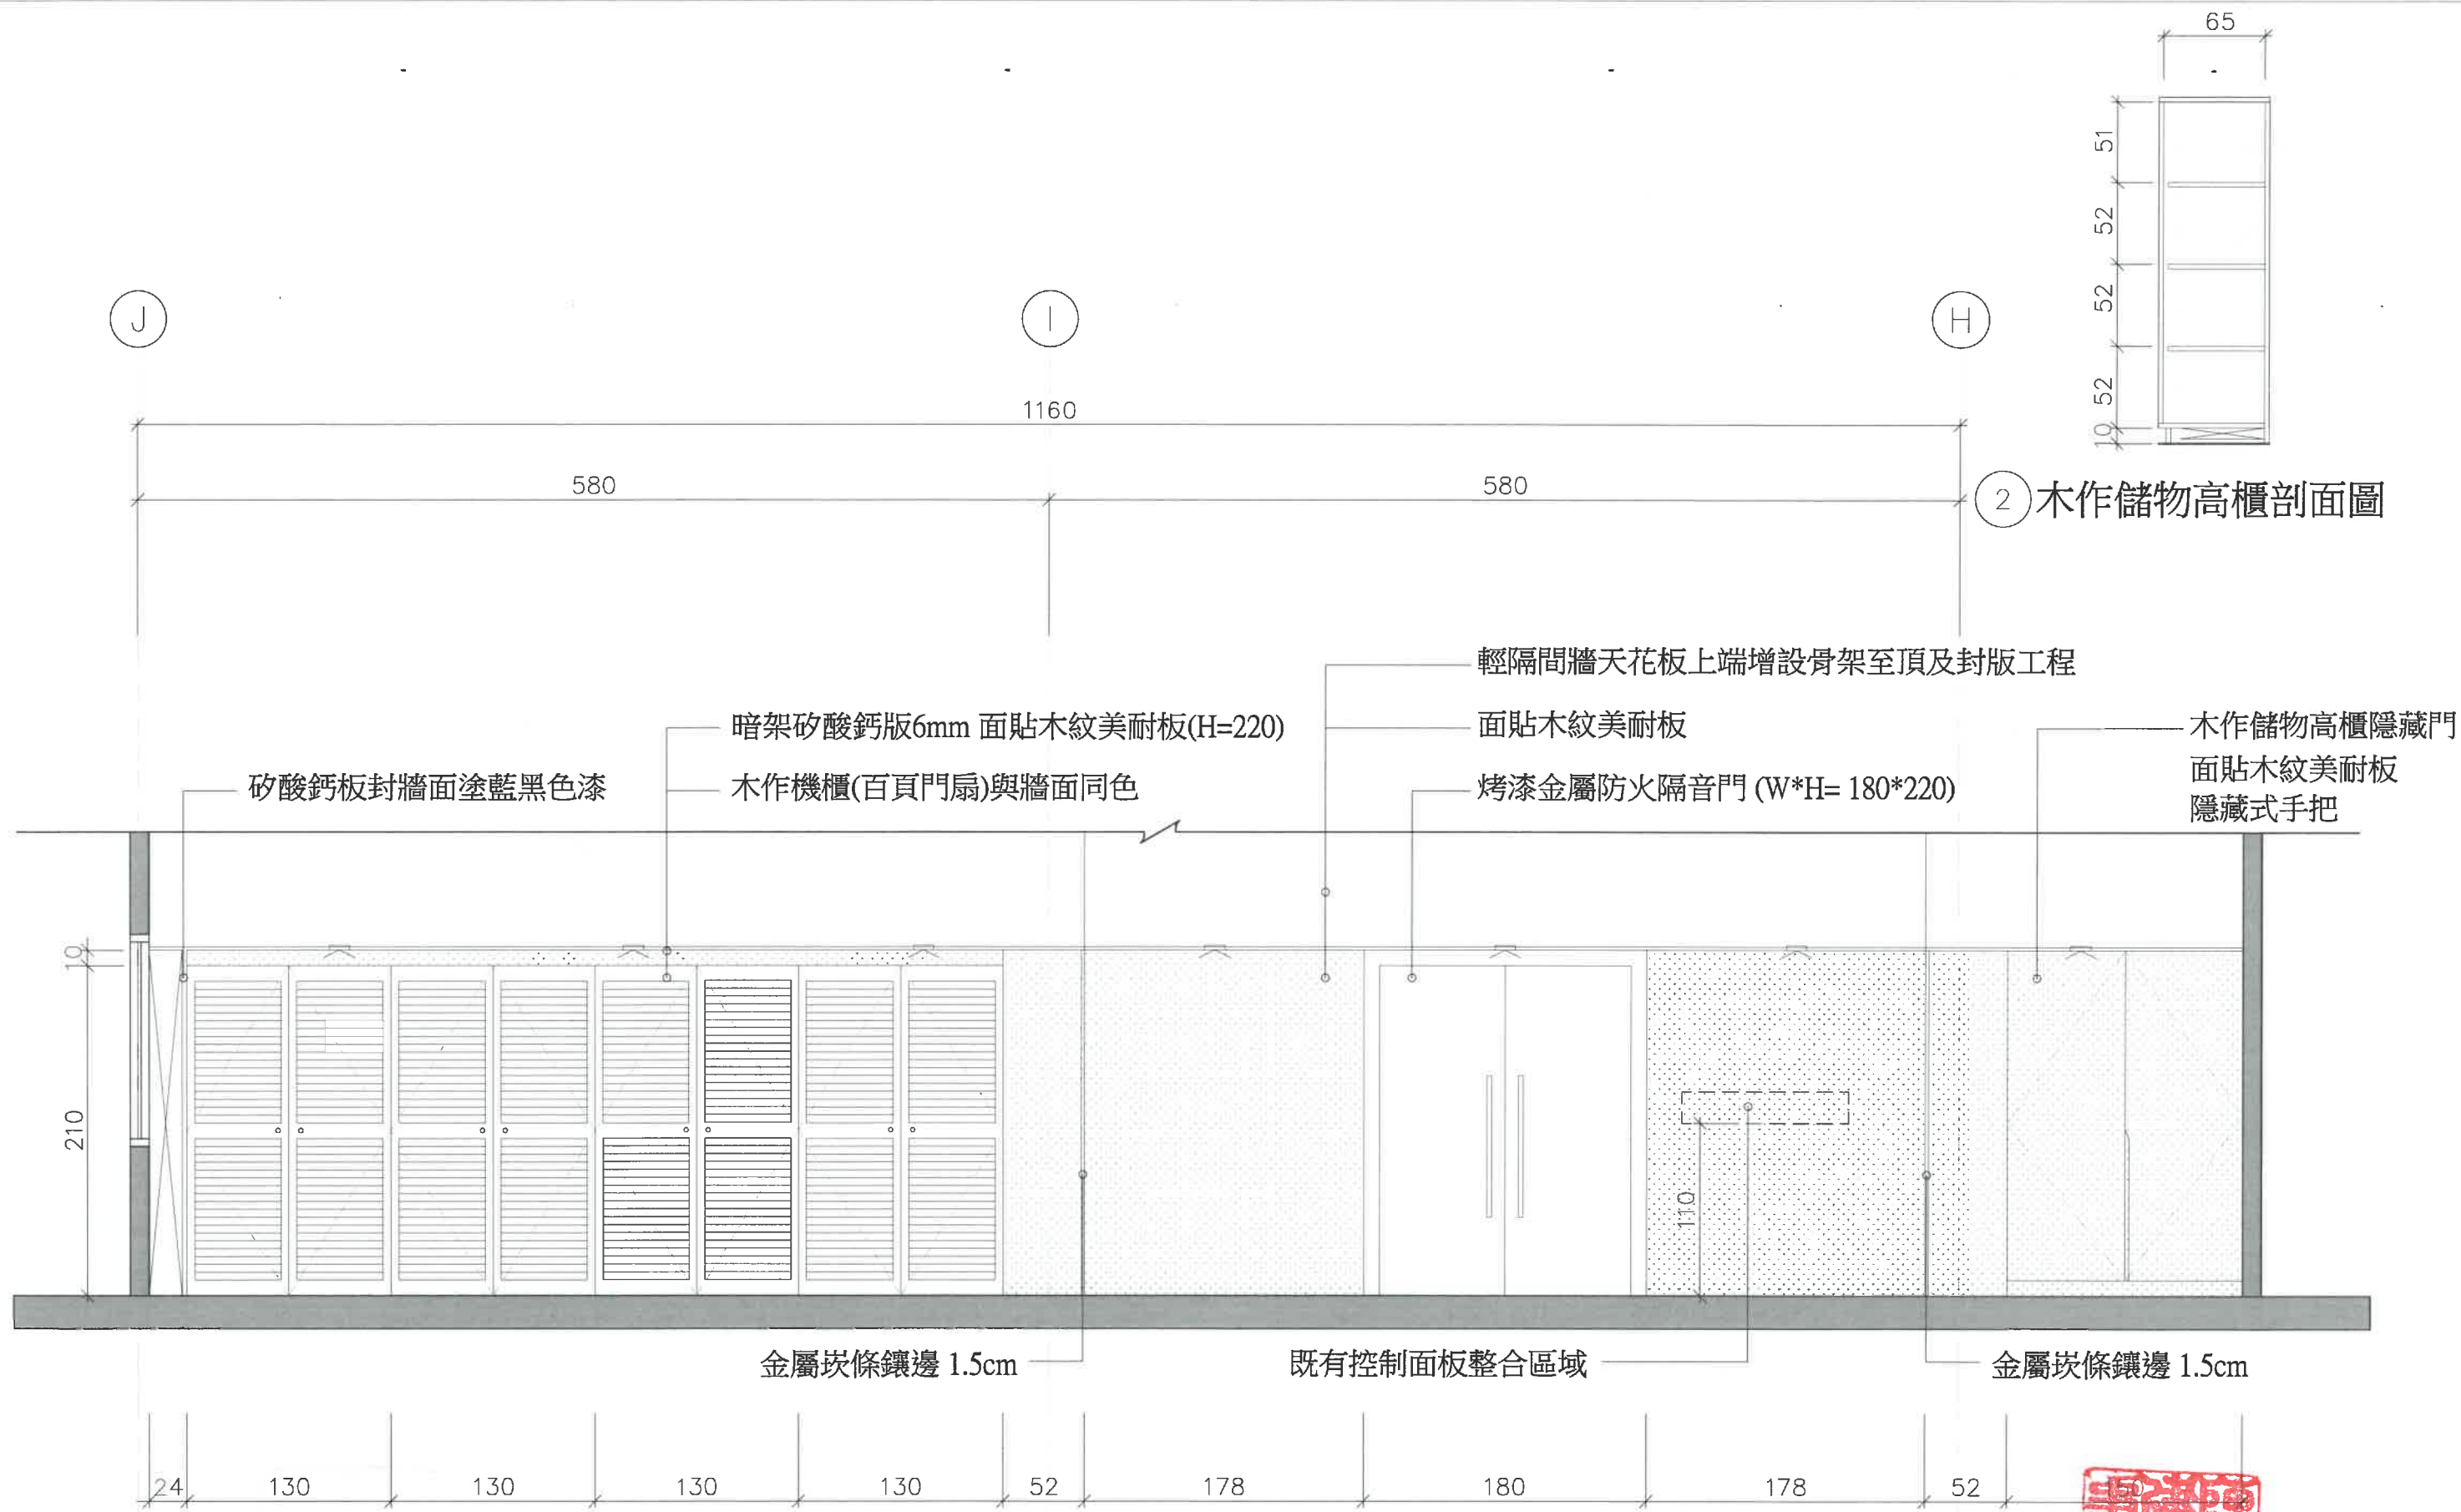 65
51
52
52
52
10
J
I
H
1160
580
580
2 木作儲物高櫃剖面圖
輕隔間牆天花板上端增設骨架至頂及封版工程
暗架矽酸鈣版6mm 面貼木紋美耐板(H=220)
面貼木紋美耐板
木作儲物高櫃隱藏門
面貼木紋美耐板
隱藏式手把
矽酸鈣板封牆面塗藍黑色漆
木作機櫃(百頁門扇)與牆面同色
烤漆金屬防火隔音門 (W*H= 180*220)
10
210
110
金屬崁條鑲邊 1.5cm
既有控制面板整合區域
金屬崁條鑲邊 1.5cm
24
130
130
130
130
52
178
180
178
52
150